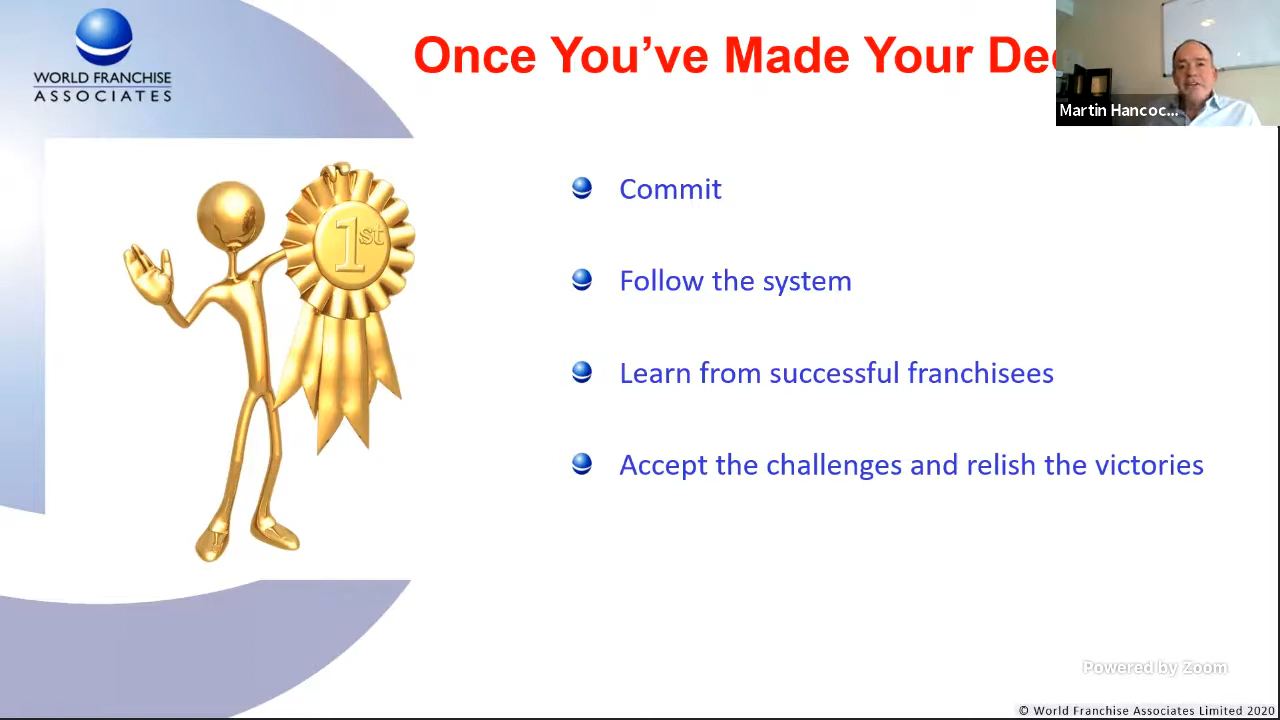 WORLD FRANCHISE
ASSOCIATES
Once You’ve Made Your Dec
Martin Hancoc...
1st
Commit
Follow the system
Learn from successful franchisees
Accept the challenges and relish the victories
Powered by Zoom
© World Franchise Associates Limited 2020